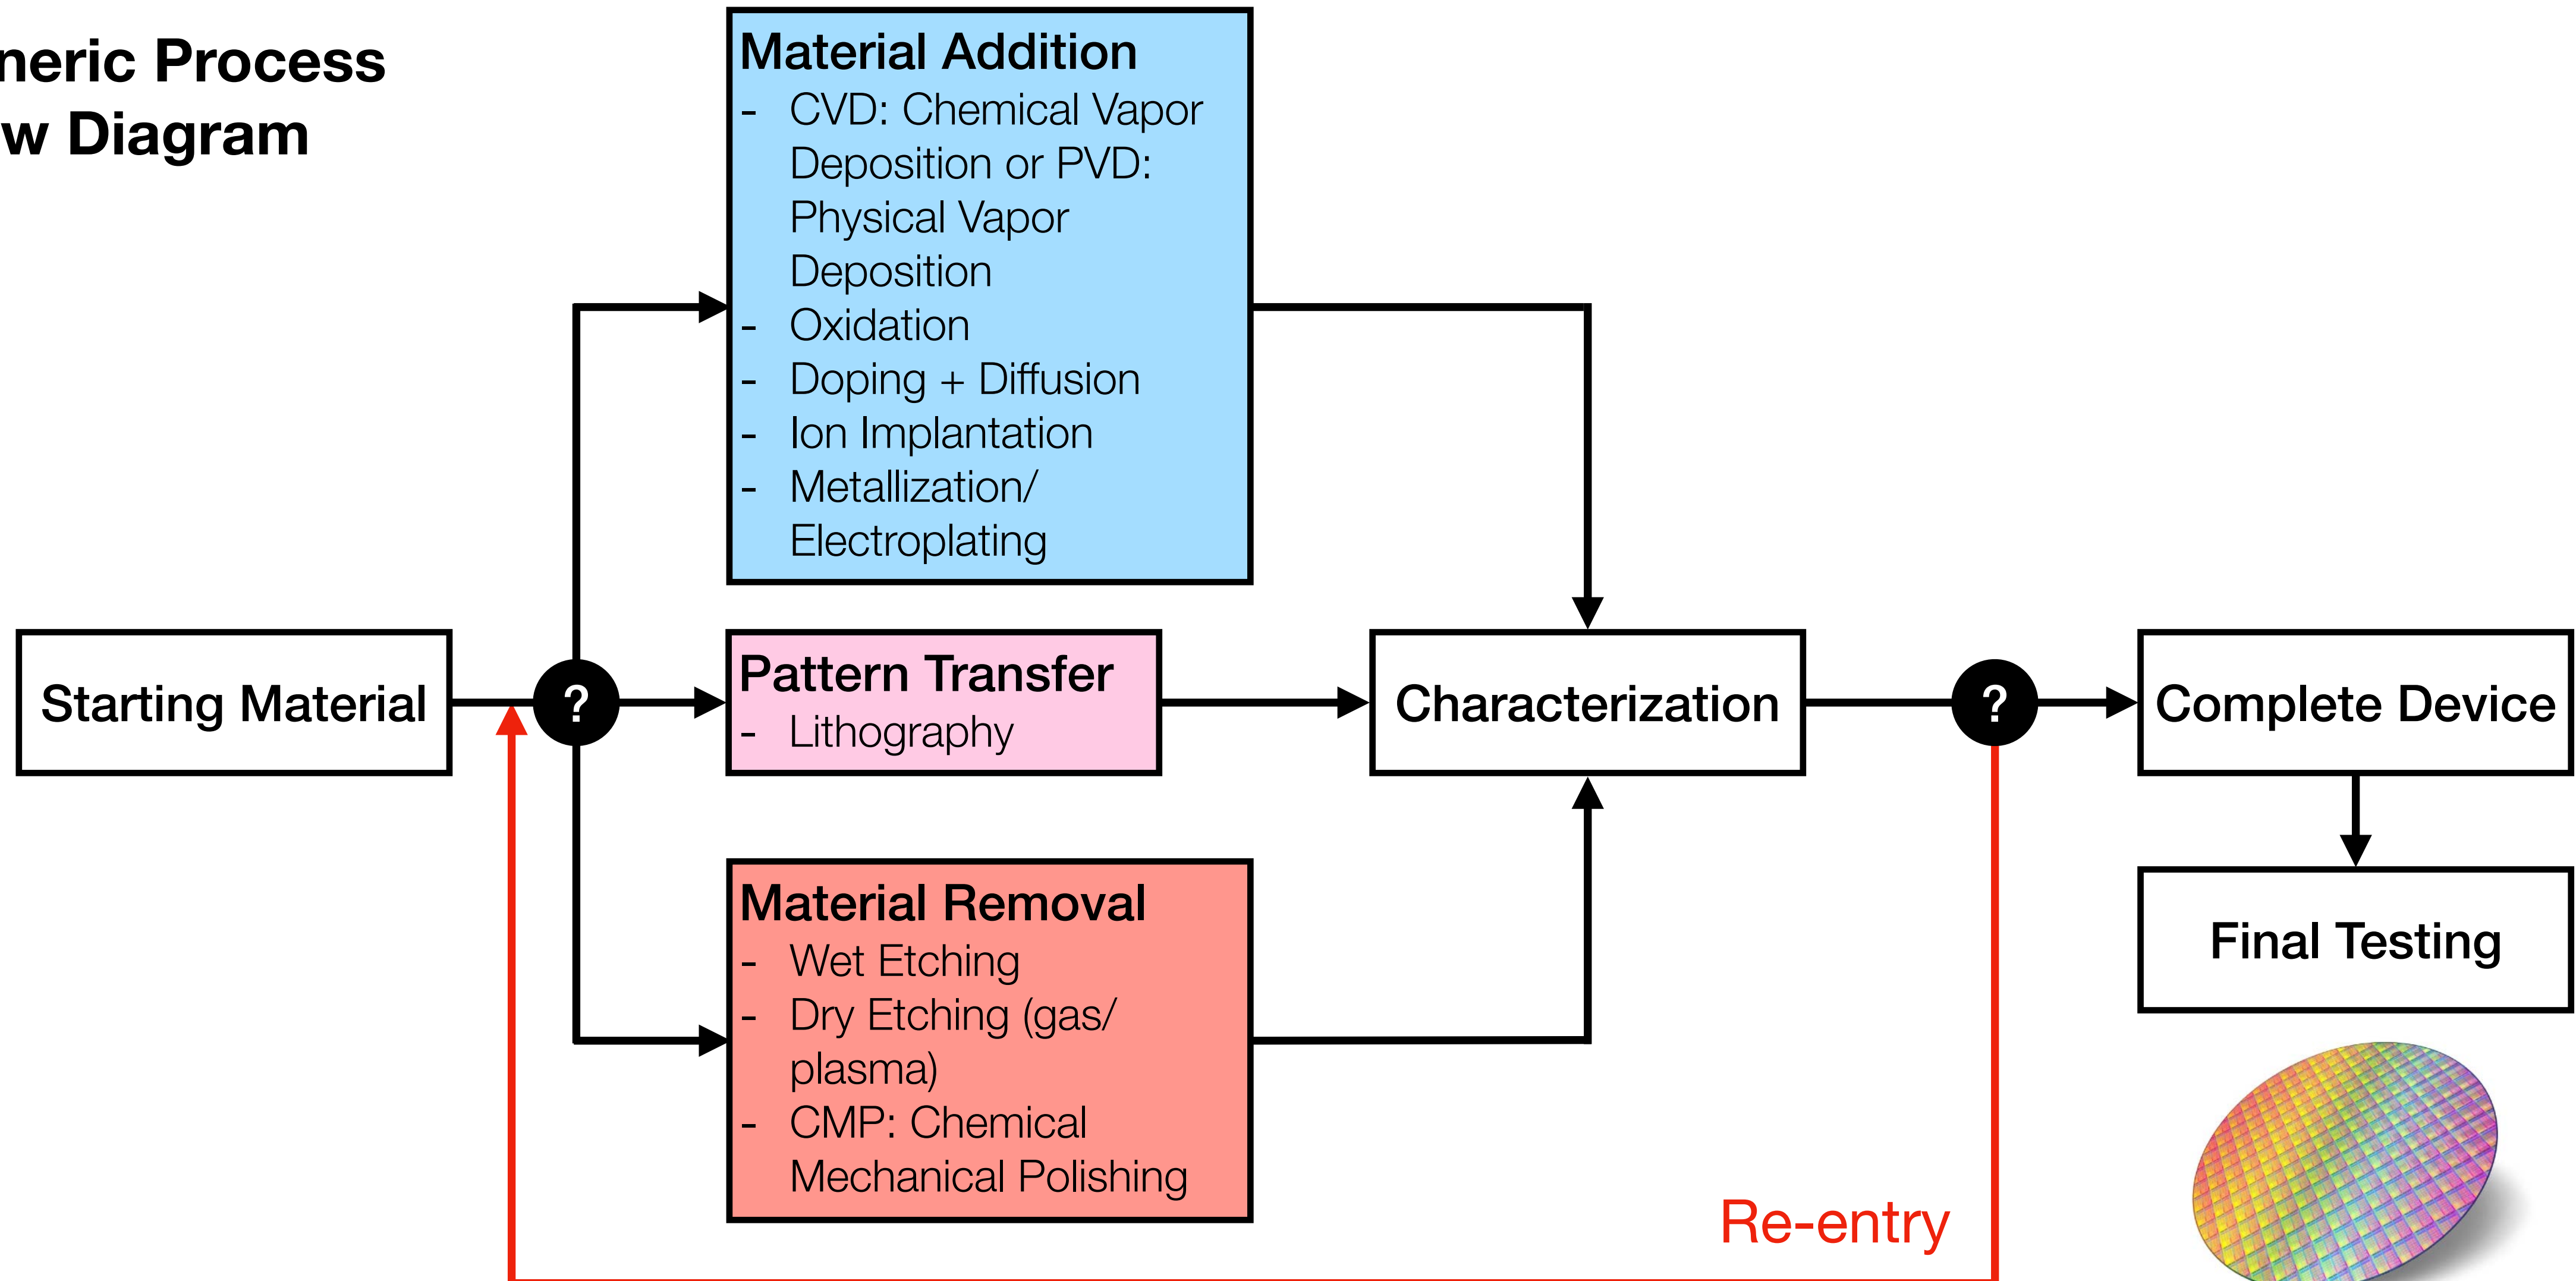 neric Process
w Diagram
Material Addition
- CVD: Chemical Vapor
Deposition or PVD:
Physical Vapor
Deposition
- Oxidation
- Doping + Diffusion
- Ion Implantation
- Metallization/
Electroplating
Starting Material
?
Pattern Transfer
- Lithography
Characterization
?
Complete Device
Material Removal
- Wet Etching
- Dry Etching (gas/
plasma)
- CMP: Chemical
Mechanical Polishing
Final Testing
Re-entry